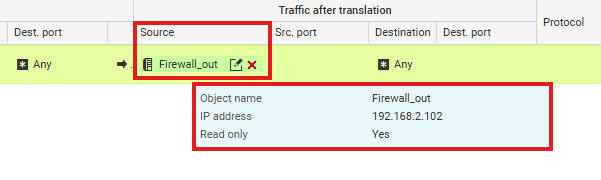 Traffic after translation
Protocol
Dest. port Source Src. port Destination Dest. port
Any Firewall_out Any
Object name Firewall_out
IP address 192.168.2.102
Read only Yes